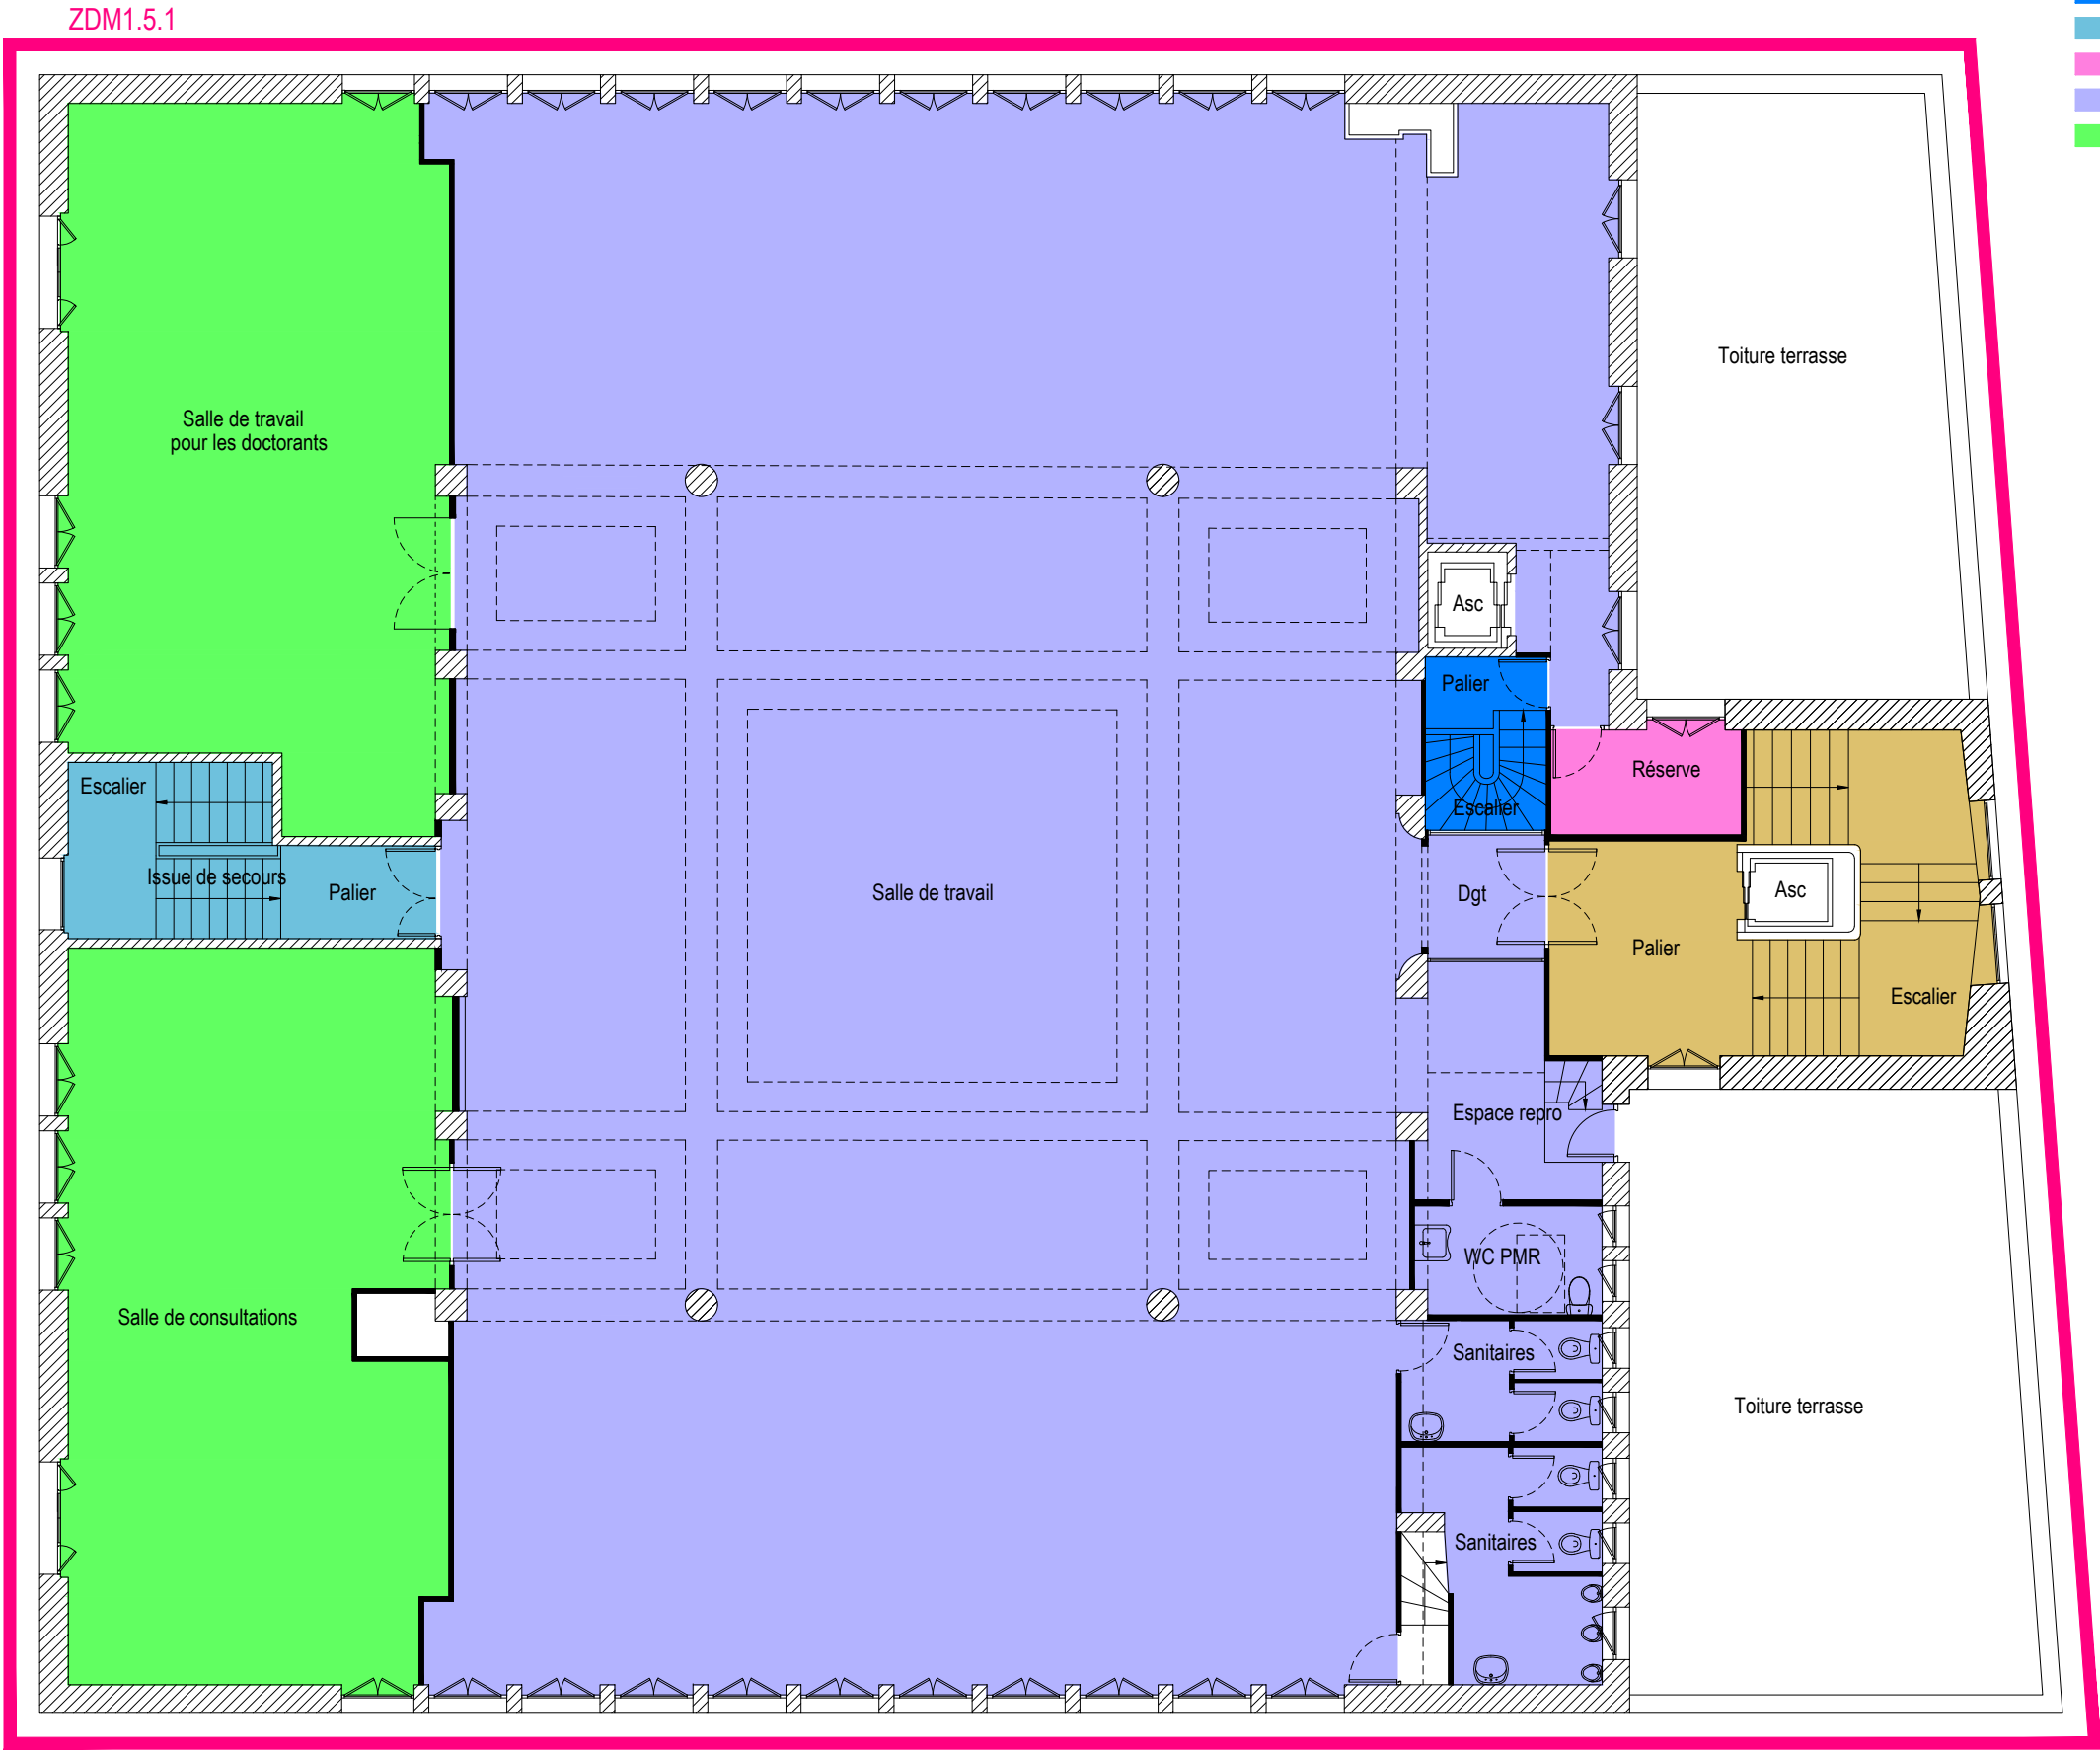 ZDM1.5.1
Toiture terrasse
Salle de travail
pour les doctorants
Asc
Palier
Réserve
Escalier
Escalier
Issue de secours
Palier
Salle de travail
Dgt
Asc
Palier
Escalier
Espace repro
WC PMR
Salle de consultations
Sanitaires
Toiture terrasse
Sanitaires